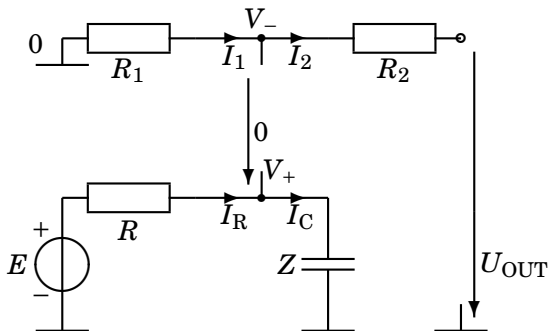 V₋
0 I₁ I₂
R₁ R₂
0
V₊
R I_R I_C
+
E Z U_OUT
−